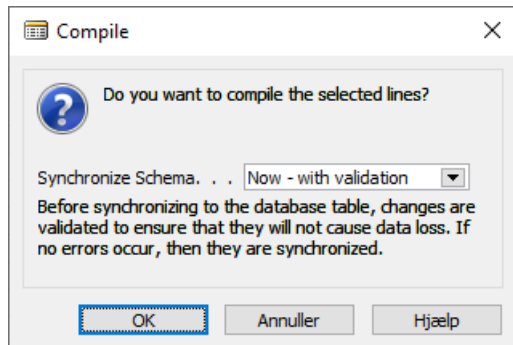 Compile
Do you want to compile the selected lines?
Synchronize Schema. . . Now - with validation
Before synchronizing to the database table, changes are
validated to ensure that they will not cause data loss. If
no errors occur, then they are synchronized.
OK Annuller Hjælp